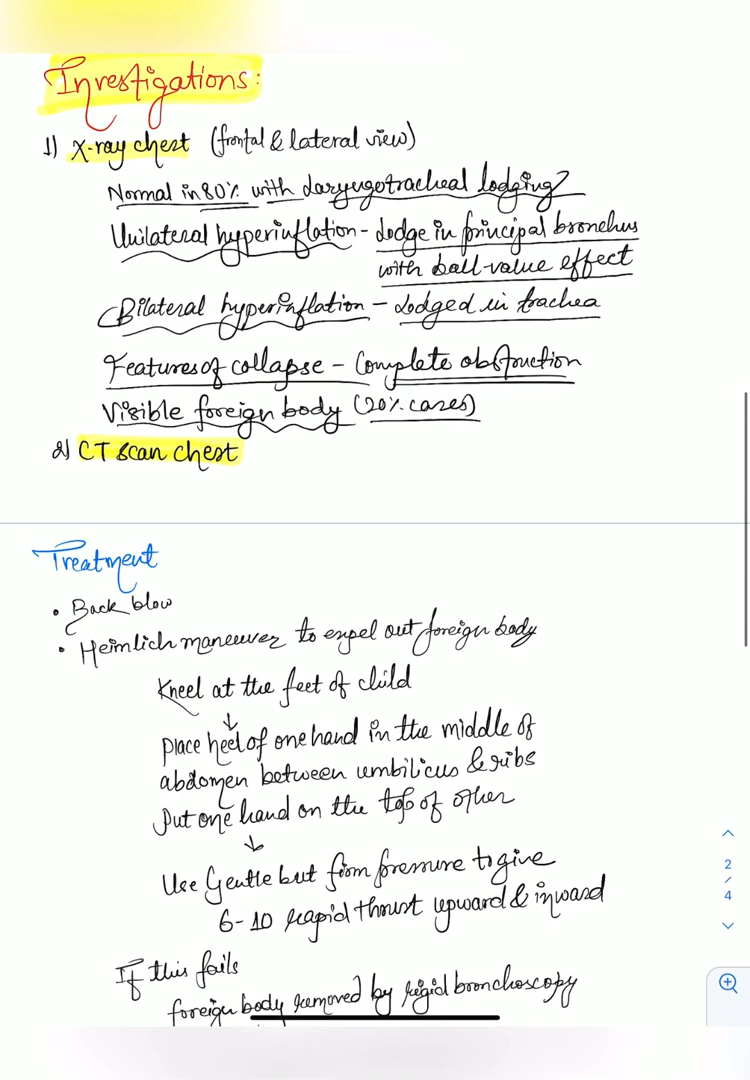 Investigations:
1) X-ray chest (frontal & lateral view)
Normal in 80% with laryngotracheal lodging
Unilateral hyperinflation - lodge in principal bronchus
with ball-value effect
Bilateral hyperinflation - lodged in trachea
Features of collapse - Complete obstruction
Visible foreign body (20% cases)
2) CT scan chest
Treatment
• Back blow
• Heimlich maneuver to expel out foreign body
Kneel at the feet of child
↓
Place heel of one hand in the middle of
abdomen between umbilicus & ribs
Put one hand on the top of other
↓
Use Gentle but firm pressure to give
6-10 rapid thrust upward & inward
If this fails
foreign body removed by rigid bronchoscopy
2
/
4